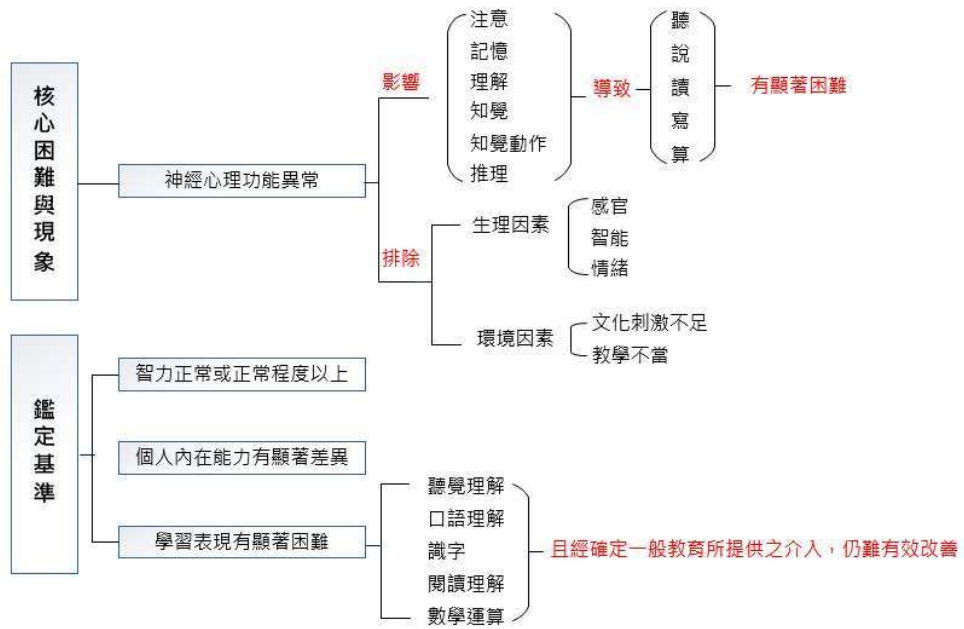 核心困難與現象
神經心理功能異常
影響
注意
記憶
理解
知覺
知覺動作
推理
導致
聽
說
讀
寫
算
有顯著困難
排除
生理因素
感官
智能
情緒
環境因素
文化刺激不足
教學不當
鑑定基準
智力正常或正常程度以上
個人內在能力有顯著差異
學習表現有顯著困難
聽覺理解
口語理解
識字
閱讀理解
數學運算
且經確定一般教育所提供之介入，仍難有效改善